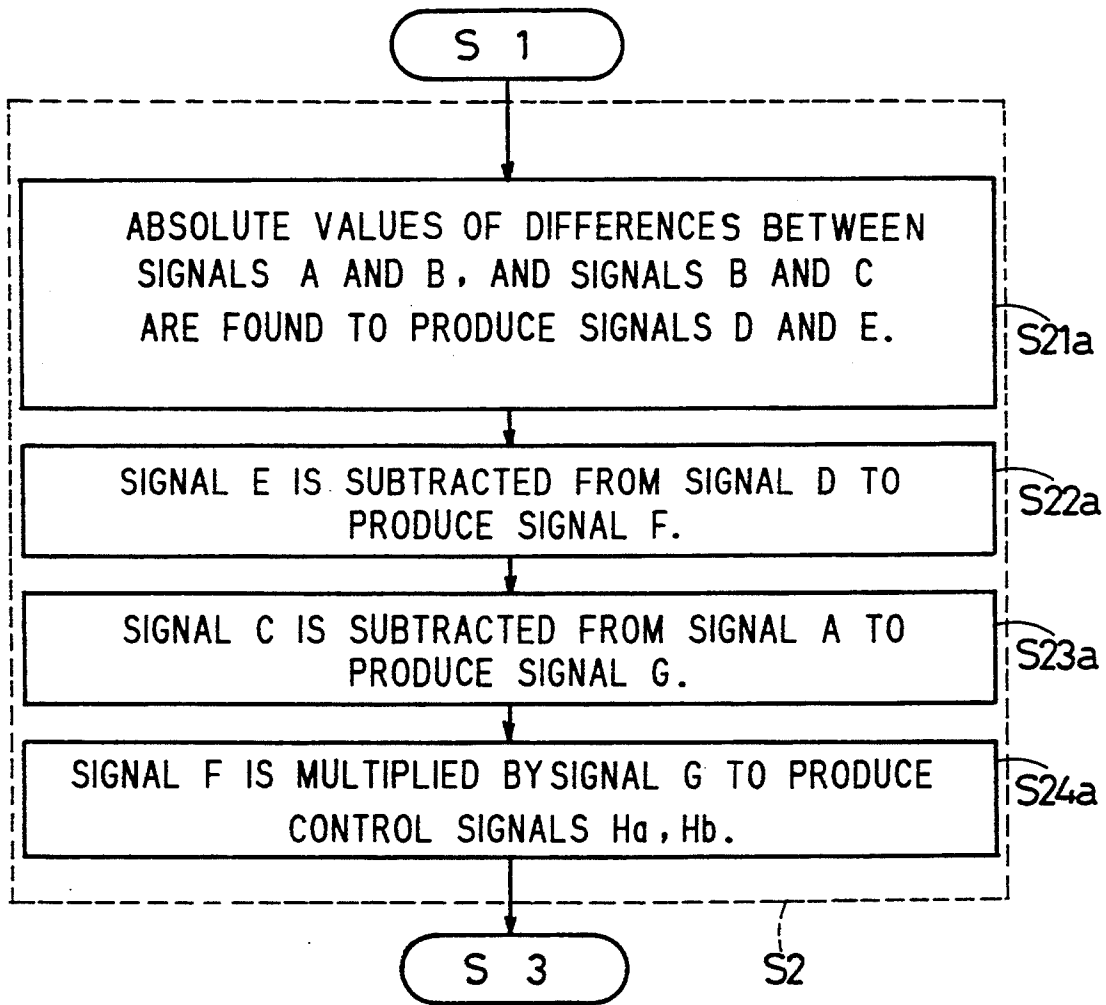 S 1
ABSOLUTE VALUES OF DIFFERENCES BETWEEN
SIGNALS A AND B, AND SIGNALS B AND C
ARE FOUND TO PRODUCE SIGNALS D AND E.
S21a
SIGNAL E IS SUBTRACTED FROM SIGNAL D TO
PRODUCE SIGNAL F.
S22a
SIGNAL C IS SUBTRACTED FROM SIGNAL A TO
PRODUCE SIGNAL G.
S23a
SIGNAL F IS MULTIPLIED BY SIGNAL G TO PRODUCE
CONTROL SIGNALS Ha, Hb.
S24a
S2
S 3